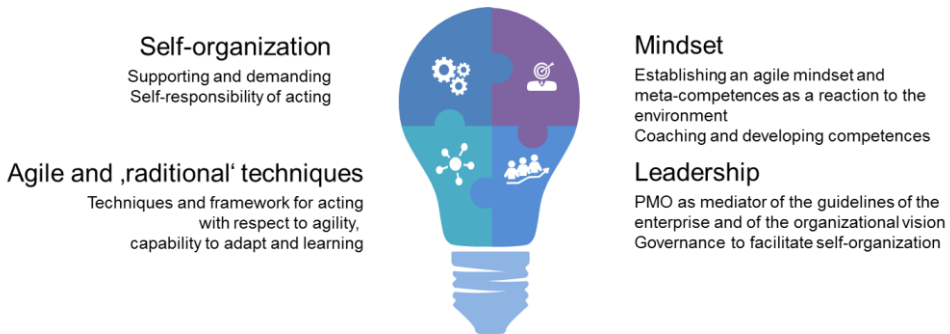 Self-organization
Supporting and demanding
Self-responsibility of acting
Mindset
Establishing an agile mindset and
meta-competences as a reaction to the
environment
Coaching and developing competences
Agile and ‚raditional‘ techniques
Techniques and framework for acting
with respect to agility,
capability to adapt and learning
Leadership
PMO as mediator of the guidelines of the
enterprise and of the organizational vision
Governance to facilitate self-organization